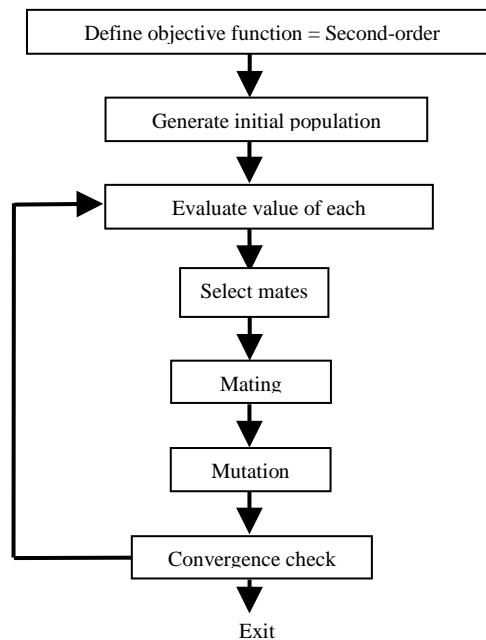 Define objective function = Second-order
Generate initial population
Evaluate value of each
Select mates
Mating
Mutation
Convergence check
Exit